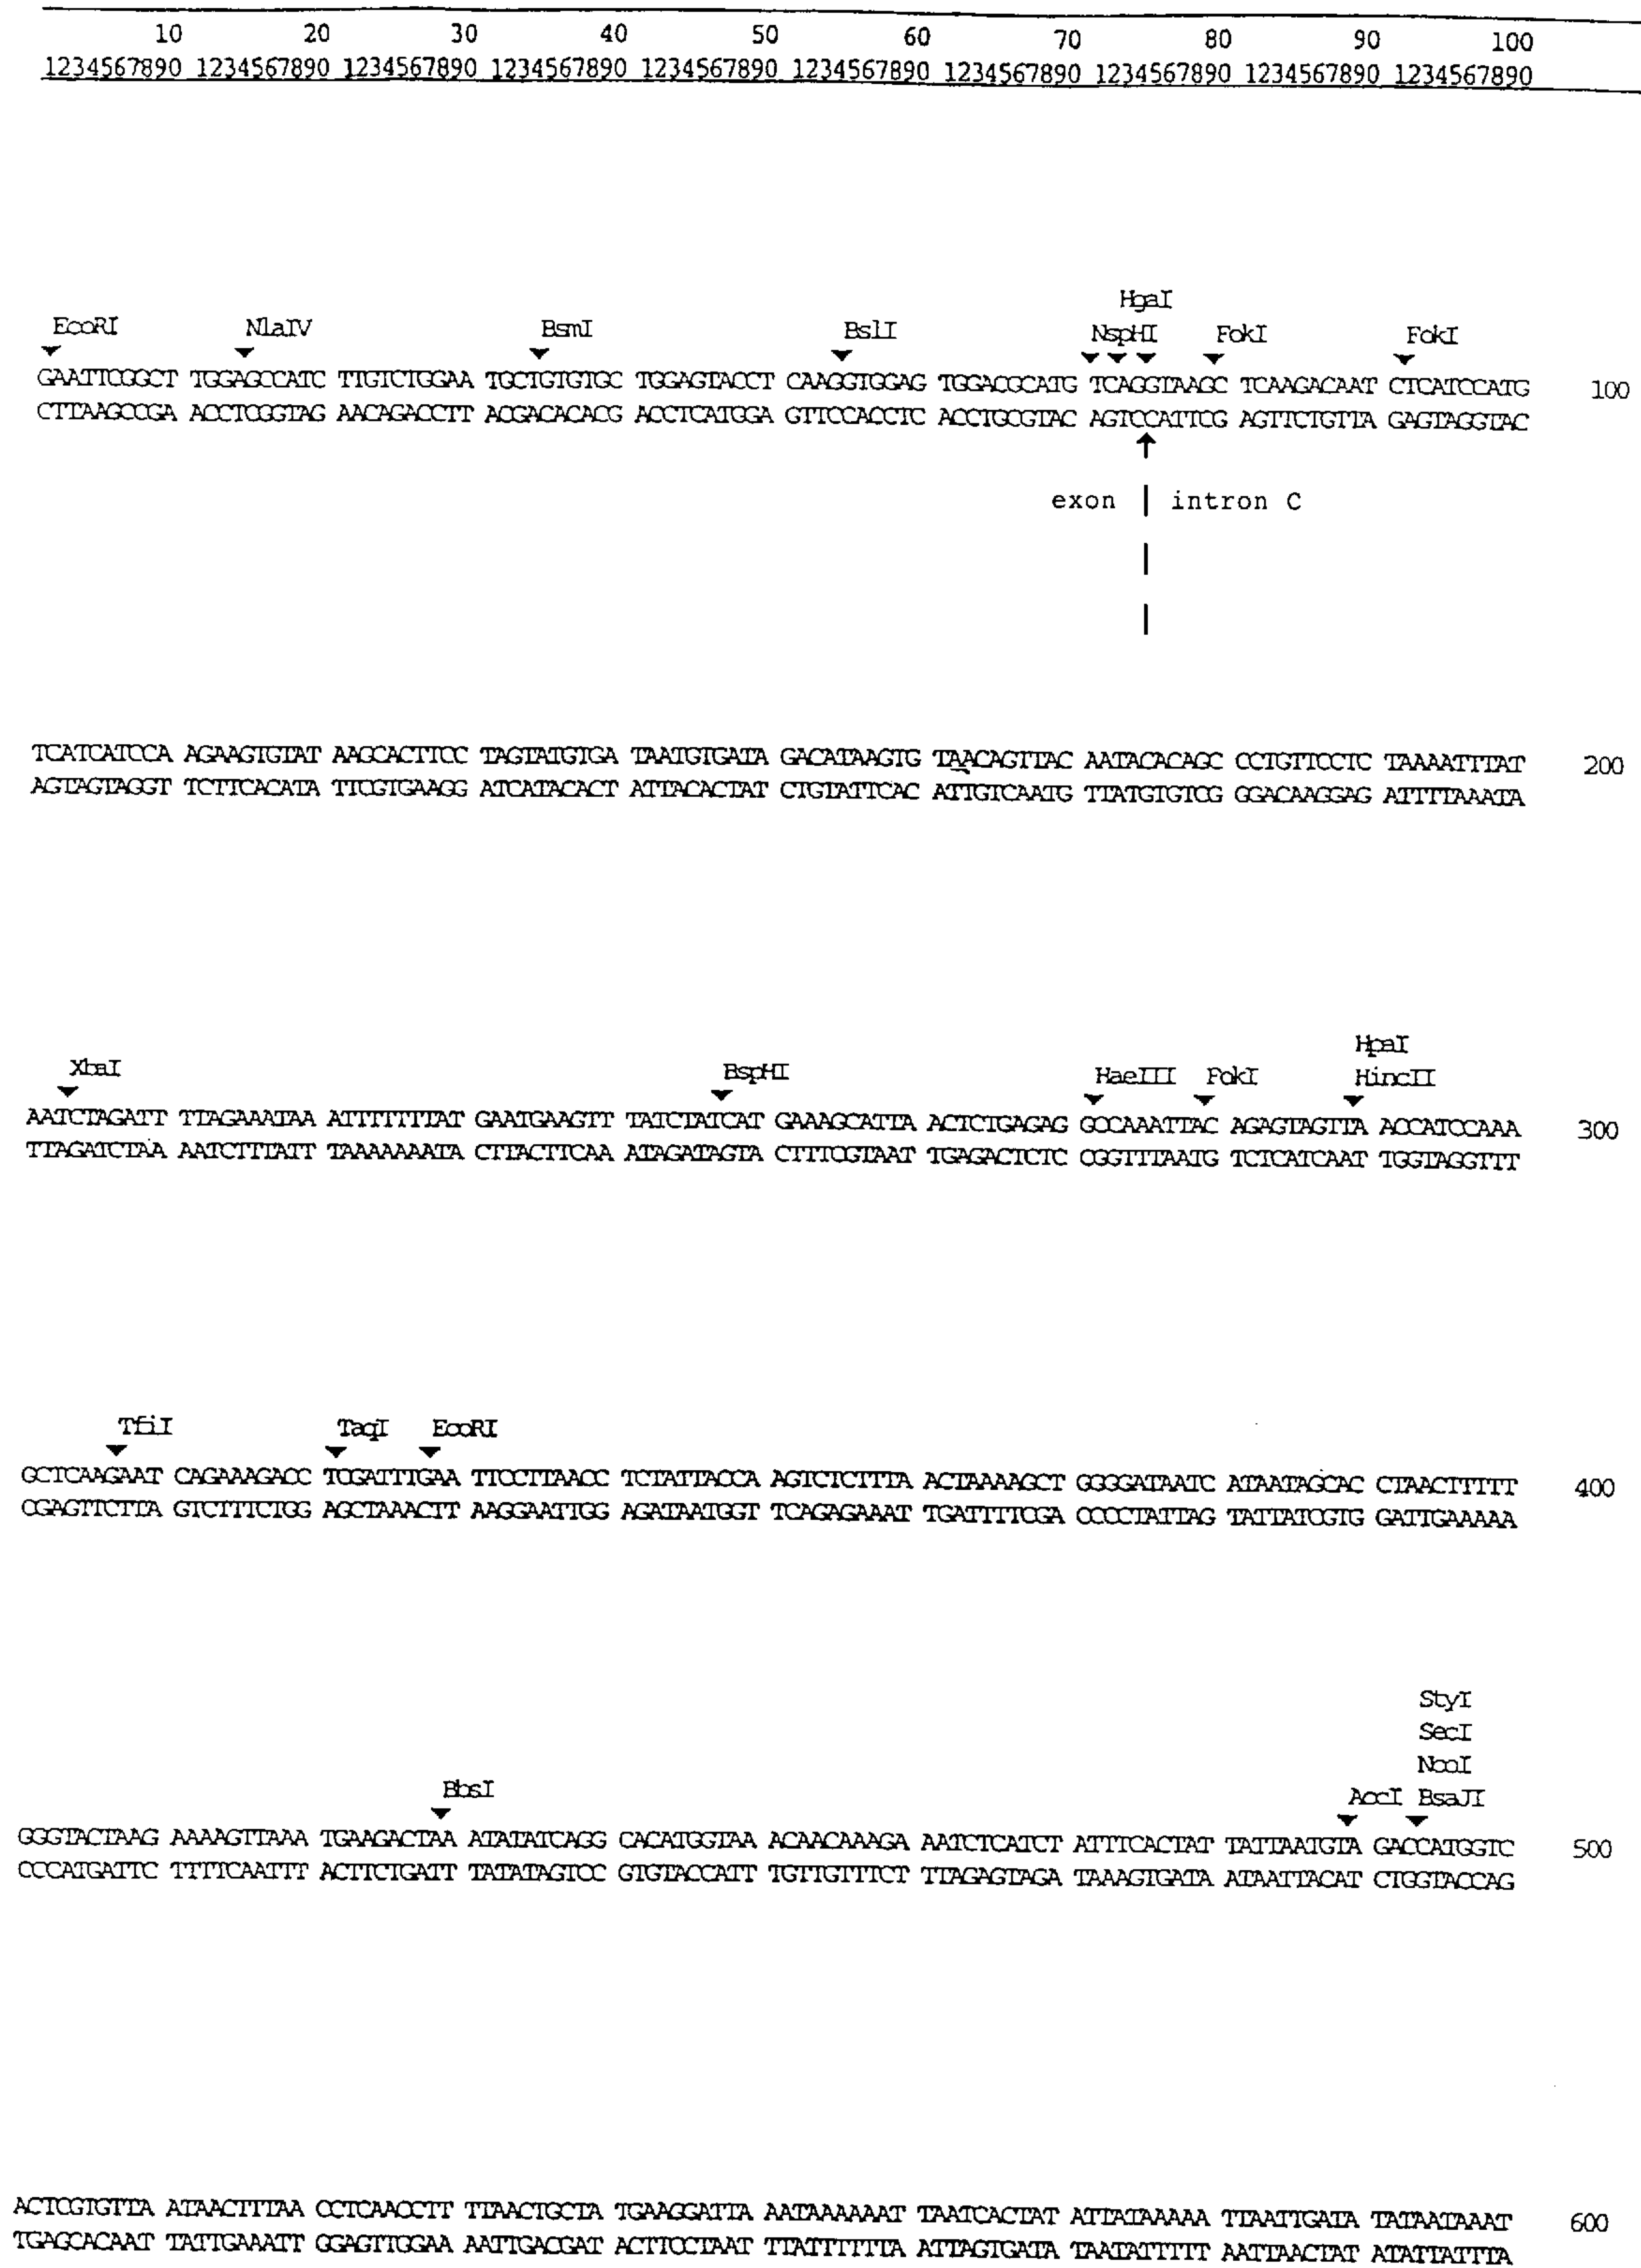 10 20 30 40 50 60 70 80 90 100
1234567890 1234567890 1234567890 1234567890 1234567890 1234567890 1234567890 1234567890 1234567890 1234567890
HgaI
EcoRI NlaIV BsmI BslI NspHI FokI FokI
GAATTCGGCT TGGAGCCATC TTGTCTGGAA TGCTGTGTGC TGGAGTACCT CAAGGTGGAG TGGACGCATG TCAGGTAAGC TCAAGACAAT CTCATCCATG 100
CTTAAGCCGA ACCTCGGTAG AACAGACCTT ACGACACACG ACCTCATGGA GTTCCACCTC ACCTGCGTAC AGTCCATTCG AGTTCTGTTA GAGTAGGTAC
exon | intron C
TCATCATCCA AGAAGTGTAT AAGCACTTCC TAGTATGTGA TAATGTGATA GACATAAGTG TAACAGTTAC AATACACAGC CCTGTTCCTC TAAAATTTAT 200
AGTAGTAGGT TCTTCACATA TTCGTGAAGG ATCATACACT ATTACACTAT CTGTATTCAC ATTGTCAATG TTATGTGTCG GGACAAGGAG ATTTTAAATA
HpaI
XbaI BspHI HaeIII FokI HincII
AATCTAGATT TTAGAAATAA ATTTTTTTAT GAATGAAGTT TATCTATCAT GAAAGCATTA ACTCTGAGAG GCCAAATTAC AGAGTAGTTA ACCATCCAAA 300
TTAGATCTAA AATCTTTATT TAAAAAAATA CTTACTTCAA ATAGATAGTA CTTTCGTAAT TGAGACTCTC CGGTTTAATG TCTCATCAAT TGGTAGGTTT
TfiI TaqI EcoRI
GCTCAAGAAT CAGAAAGACC TCGATTTGAA TTCCTTAACC TCTATTACCA AGTCTCTTTA ACTAAAAGCT GGGGATAATC ATAATAGCAC CTAACTTTTT 400
CGAGTTCTTA GTCTTTCTGG AGCTAAACTT AAGGAATTGG AGATAATGGT TCAGAGAAAT TGATTTTCGA CCCCTATTAG TATTATCGTG GATTGAAAAA
StyI
SecI
NcoI
BbsI AccI BsaJI
GGGTACTAAG AAAAGTTAAA TGAAGACTAA ATATATCAGG CACATGGTAA ACAACAAAGA AATCTCATCT ATTTCACTAT TATTAATGTA GACCATGGTC 500
CCCATGATTC TTTTCAATTT ACTTCTGATT TATATAGTCC GTGTACCATT TGTTGTTTCT TTAGAGTAGA TAAAGTGATA ATAATTACAT CTGGTACCAG
ACTCGTGTTA ATAACTTTAA CCTCAACCTT TTAACTGCTA TGAAGGATTA AATAAAAAAT TAATCACTAT ATTATAAAAA TTAATTGATA TATAATAAAT 600
TGAGCACAAT TATTGAAATT GGAGTTGGAA AATTGACGAT ACTTCCTAAT TTATTTTTTA ATTAGTGATA TAATATTTTT AATTAACTAT ATATTATTTA